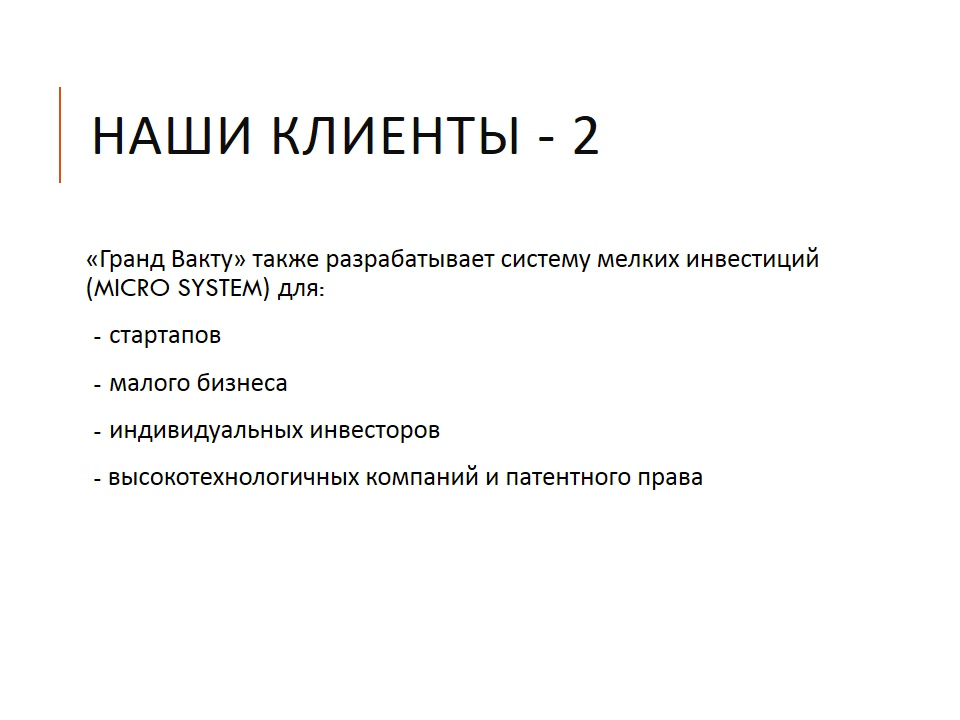 НАШИ КЛИЕНТЫ - 2
«Гранд Вакту» также разрабатывает систему мелких инвестиций
(MICRO SYSTEM) для:
- стартапов
- малого бизнеса
- индивидуальных инвесторов
- высокотехнологичных компаний и патентного права